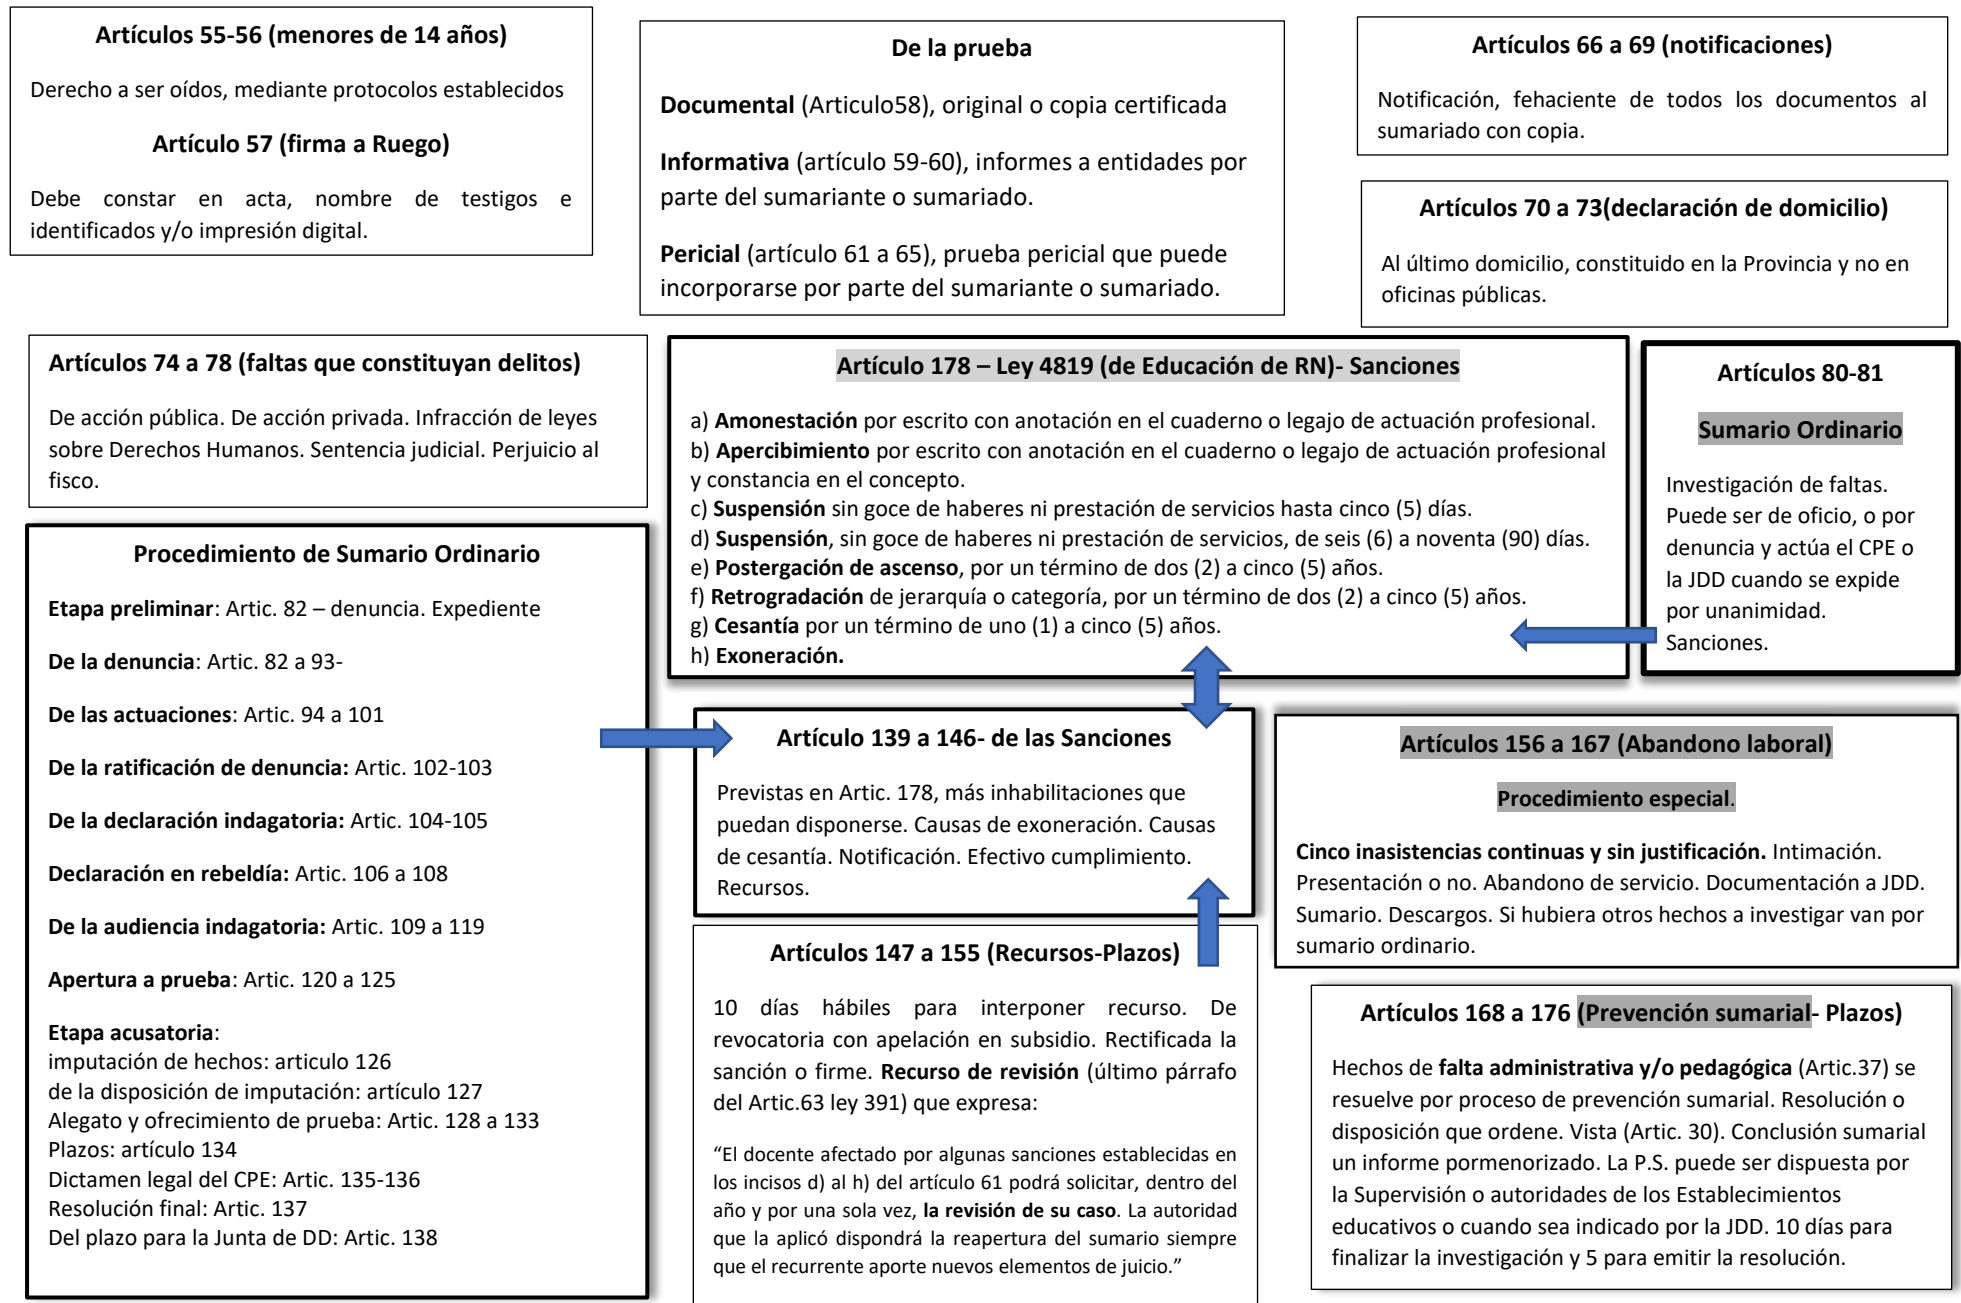 Artículos 55-56 (menores de 14 años)
Derecho a ser oídos, mediante protocolos establecidos
Artículo 57 (firma a Ruego)
Debe constar en acta, nombre de testigos e
identificados y/o impresión digital.
De la prueba
Documental (Articulo58), original o copia certificada
Informativa (artículo 59-60), informes a entidades por
parte del sumariante o sumariado.
Pericial (artículo 61 a 65), prueba pericial que puede
incorporarse por parte del sumariante o sumariado.
Artículos 66 a 69 (notificaciones)
Notificación, fehaciente de todos los documentos al
sumariado con copia.
Artículos 70 a 73(declaración de domicilio)
Al último domicilio, constituido en la Provincia y no en
oficinas públicas.
Artículos 74 a 78 (faltas que constituyan delitos)
De acción pública. De acción privada. Infracción de leyes
sobre Derechos Humanos. Sentencia judicial. Perjuicio al
fisco.
Artículo 178 – Ley 4819 (de Educación de RN)- Sanciones
a) Amonestación por escrito con anotación en el cuaderno o legajo de actuación profesional.
b) Apercibimiento por escrito con anotación en el cuaderno o legajo de actuación profesional
y constancia en el concepto.
c) Suspensión sin goce de haberes ni prestación de servicios hasta cinco (5) días.
d) Suspensión, sin goce de haberes ni prestación de servicios, de seis (6) a noventa (90) días.
e) Postergación de ascenso, por un término de dos (2) a cinco (5) años.
f) Retrogradación de jerarquía o categoría, por un término de dos (2) a cinco (5) años.
g) Cesantía por un término de uno (1) a cinco (5) años.
h) Exoneración.
Artículos 80-81
Sumario Ordinario
Investigación de faltas.
Puede ser de oficio, o por
denuncia y actúa el CPE o
la JDD cuando se expide
por unanimidad.
Sanciones.
Procedimiento de Sumario Ordinario
Etapa preliminar: Artic. 82 – denuncia. Expediente
De la denuncia: Artic. 82 a 93-
De las actuaciones: Artic. 94 a 101
De la ratificación de denuncia: Artic. 102-103
De la declaración indagatoria: Artic. 104-105
Declaración en rebeldía: Artic. 106 a 108
De la audiencia indagatoria: Artic. 109 a 119
Apertura a prueba: Artic. 120 a 125
Etapa acusatoria:
imputación de hechos: articulo 126
de la disposición de imputación: artículo 127
Alegato y ofrecimiento de prueba: Artic. 128 a 133
Plazos: artículo 134
Dictamen legal del CPE: Artic. 135-136
Resolución final: Artic. 137
Del plazo para la Junta de DD: Artic. 138
Artículo 139 a 146- de las Sanciones
Previstas en Artic. 178, más inhabilitaciones que
puedan disponerse. Causas de exoneración. Causas
de cesantía. Notificación. Efectivo cumplimiento.
Recursos.
Artículos 147 a 155 (Recursos-Plazos)
10 días hábiles para interponer recurso. De
revocatoria con apelación en subsidio. Rectificada la
sanción o firme. Recurso de revisión (último párrafo
del Artic.63 ley 391) que expresa:
“El docente afectado por algunas sanciones establecidas en
los incisos d) al h) del artículo 61 podrá solicitar, dentro del
año y por una sola vez, la revisión de su caso. La autoridad
que la aplicó dispondrá la reapertura del sumario siempre
que el recurrente aporte nuevos elementos de juicio.”
Artículos 156 a 167 (Abandono laboral)
Procedimiento especial.
Cinco inasistencias continuas y sin justificación. Intimación.
Presentación o no. Abandono de servicio. Documentación a JDD.
Sumario. Descargos. Si hubiera otros hechos a investigar van por
sumario ordinario.
Artículos 168 a 176 (Prevención sumarial- Plazos)
Hechos de falta administrativa y/o pedagógica (Artic.37) se
resuelve por proceso de prevención sumarial. Resolución o
disposición que ordene. Vista (Artic. 30). Conclusión sumarial
un informe pormenorizado. La P.S. puede ser dispuesta por
la Supervisión o autoridades de los Establecimientos
educativos o cuando sea indicado por la JDD. 10 días para
finalizar la investigación y 5 para emitir la resolución.